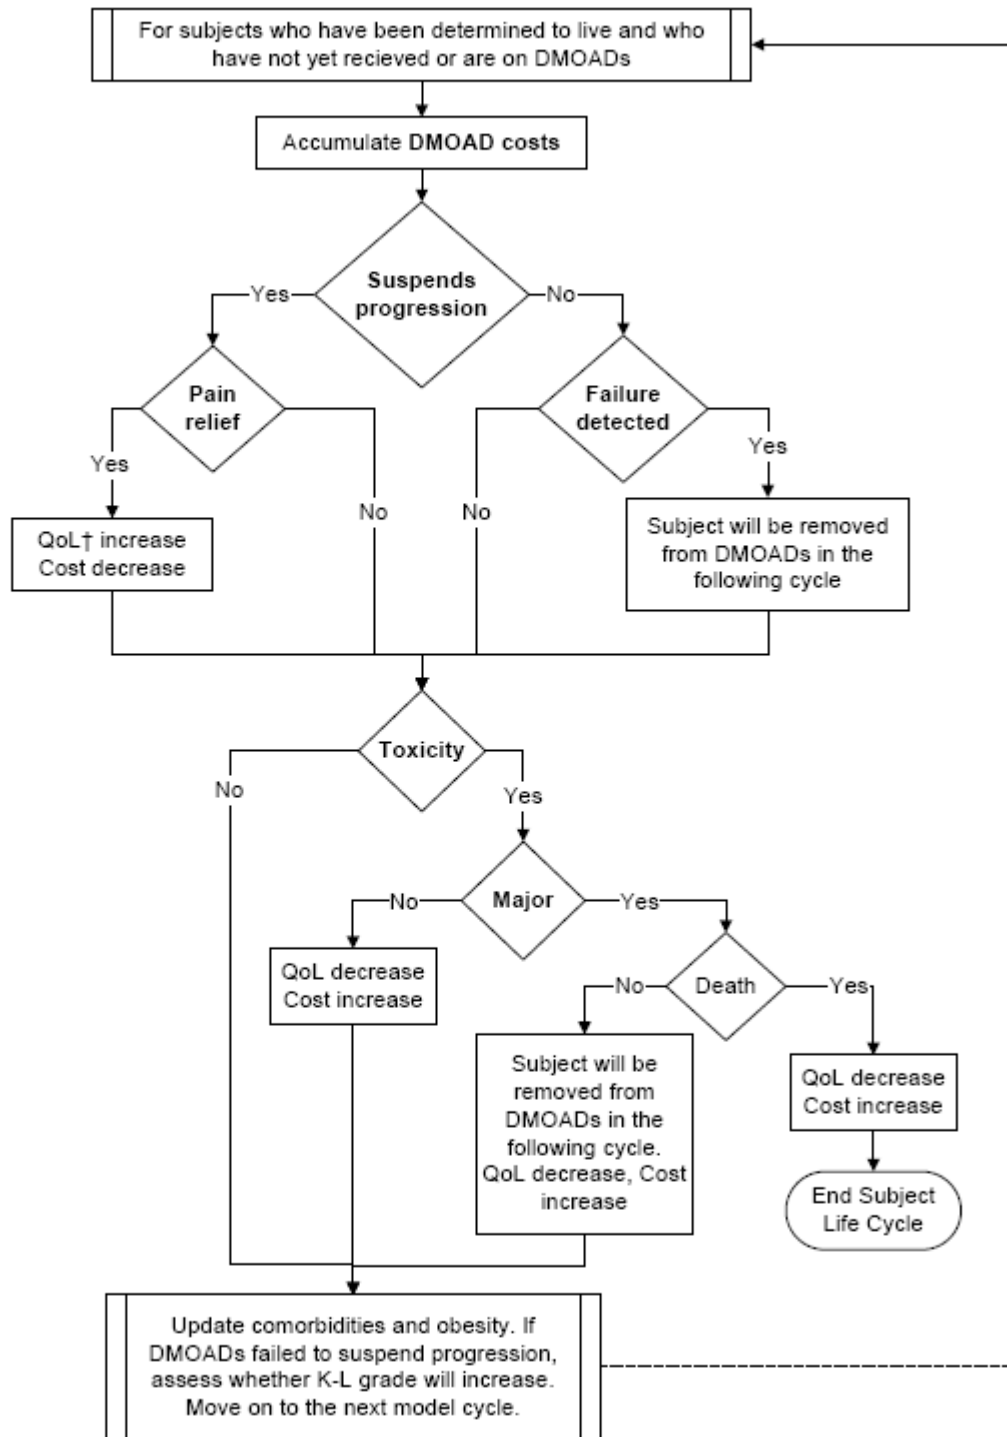 For subjects who have been determined to live and who
have not yet recieved or are on DMOADs
Accumulate DMOAD costs
Suspends
progression
Yes
No
Pain
relief
Failure
detected
Yes
No
No
Yes
QoL† increase
Cost decrease
Subject will be removed
from DMOADs in the
following cycle
Toxicity
No
Yes
Major
No
Yes
QoL decrease
Cost increase
Death
No
Yes
Subject will be
removed from
DMOADs in the
following cycle.
QoL decrease, Cost
increase
QoL decrease
Cost increase
End Subject
Life Cycle
Update comorbidities and obesity. If
DMOADs failed to suspend progression,
assess whether K-L grade will increase.
Move on to the next model cycle.